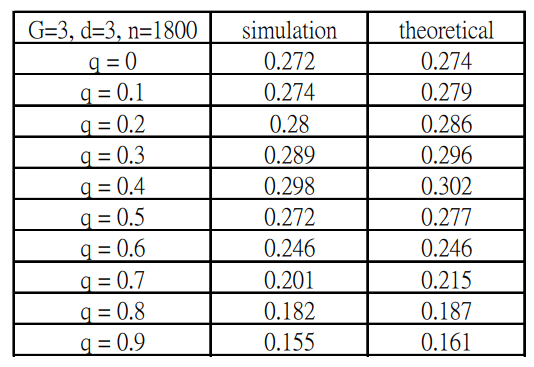 G=3, d=3, n=1800 simulation theoretical
q = 0 0.272 0.274
q = 0.1 0.274 0.279
q = 0.2 0.28 0.286
q = 0.3 0.289 0.296
q = 0.4 0.298 0.302
q = 0.5 0.272 0.277
q = 0.6 0.246 0.246
q = 0.7 0.201 0.215
q = 0.8 0.182 0.187
q = 0.9 0.155 0.161